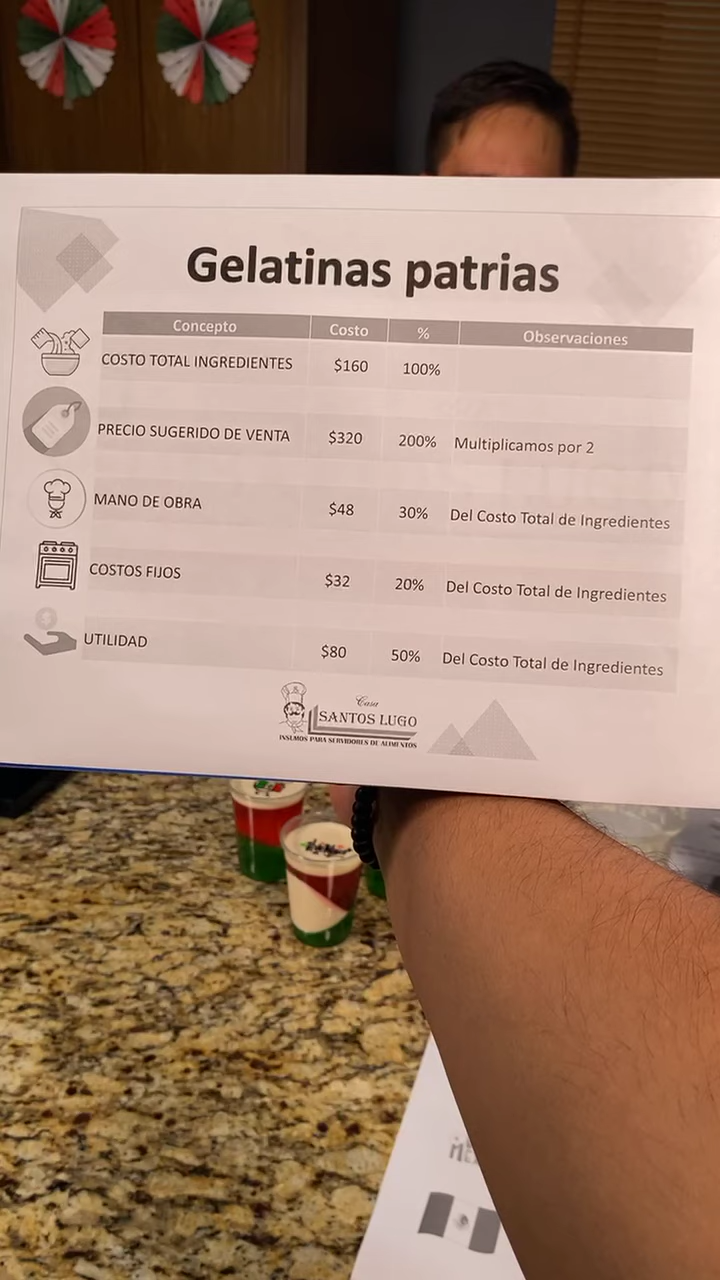 Gelatinas patrias
Concepto Costo % Observaciones
COSTO TOTAL INGREDIENTES $160 100%
PRECIO SUGERIDO DE VENTA $320 200% Multiplicamos por 2
MANO DE OBRA $48 30% Del Costo Total de Ingredientes
COSTOS FIJOS $32 20% Del Costo Total de Ingredientes
UTILIDAD $80 50% Del Costo Total de Ingredientes
Casa
SANTOS LUGO
INSUMOS PARA SERVIDORES DE ALIMENTOS